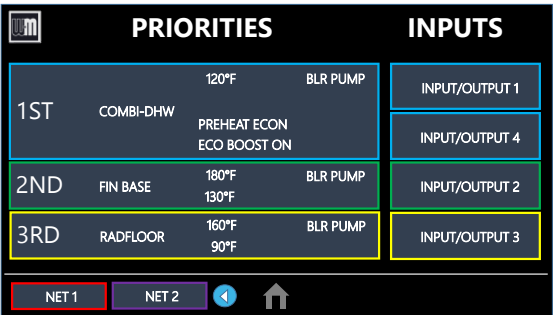 wm PRIORITIES INPUTS
120°F BLR PUMP INPUT/OUTPUT 1
1ST COMBI-DHW
PREHEAT ECON INPUT/OUTPUT 4
ECO BOOST ON
2ND FIN BASE 180°F BLR PUMP INPUT/OUTPUT 2
130°F
3RD RADFLOOR 160°F BLR PUMP INPUT/OUTPUT 3
90°F
NET 1 NET 2